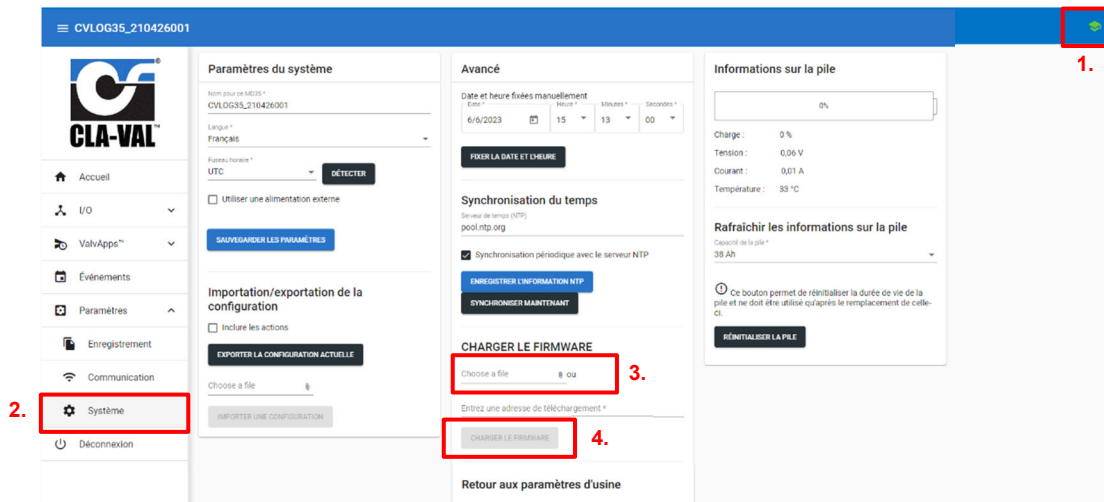 CVLOG35_210426001
1.
CLA-VAL™
Accueil
I/O
ValvApps™
Événements
Paramètres
Enregistrement
Communication
2.
Système
Déconnexion
Paramètres du système
Nom pour ce MD35 *
CVLOG35_210426001
Langue *
Français
Fuseau horaire *
UTC
DÉTECTER
Utiliser une alimentation externe
SAUVEGARDER LES PARAMÈTRES
Importation/exportation de la
configuration
Inclure les actions
EXPORTER LA CONFIGURATION ACTUELLE
Choose a file
IMPORTER UNE CONFIGURATION
Avancé
Date et heure fixées manuellement
Date * Heure * Minutes * Secondes *
6/6/2023 15 13 00
FIXER LA DATE ET L'HEURE
Synchronisation du temps
Serveur de temps (NTP)
pool.ntp.org
Synchronisation périodique avec le serveur NTP
ENREGISTRER L'INFORMATION NTP
SYNCHRONISER MAINTENANT
CHARGER LE FIRMWARE
Choose a file ou
3.
Entrez une adresse de téléchargement *
CHARGER LE FIRMWARE
4.
Retour aux paramètres d'usine
Informations sur la pile
0%
Charge : 0 %
Tension : 0,06 V
Courant : 0,01 A
Température : 33 °C
Rafraîchir les informations sur la pile
Capacité de la pile *
38 Ah
Ce bouton permet de réinitialiser la durée de vie de la
pile et ne doit être utilisé qu'après le remplacement de celle-
ci.
RÉINITIALISER LA PILE